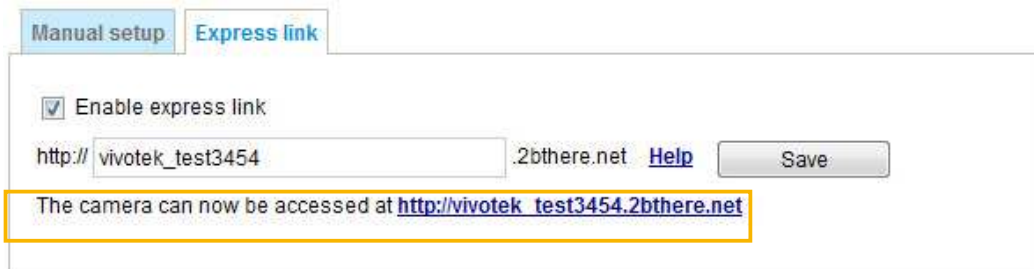 Manual setup Express link
Enable express link
http:// vivotek_test3454 .2bthere.net Help Save
The camera can now be accessed at http://vivotek_test3454.2bthere.net